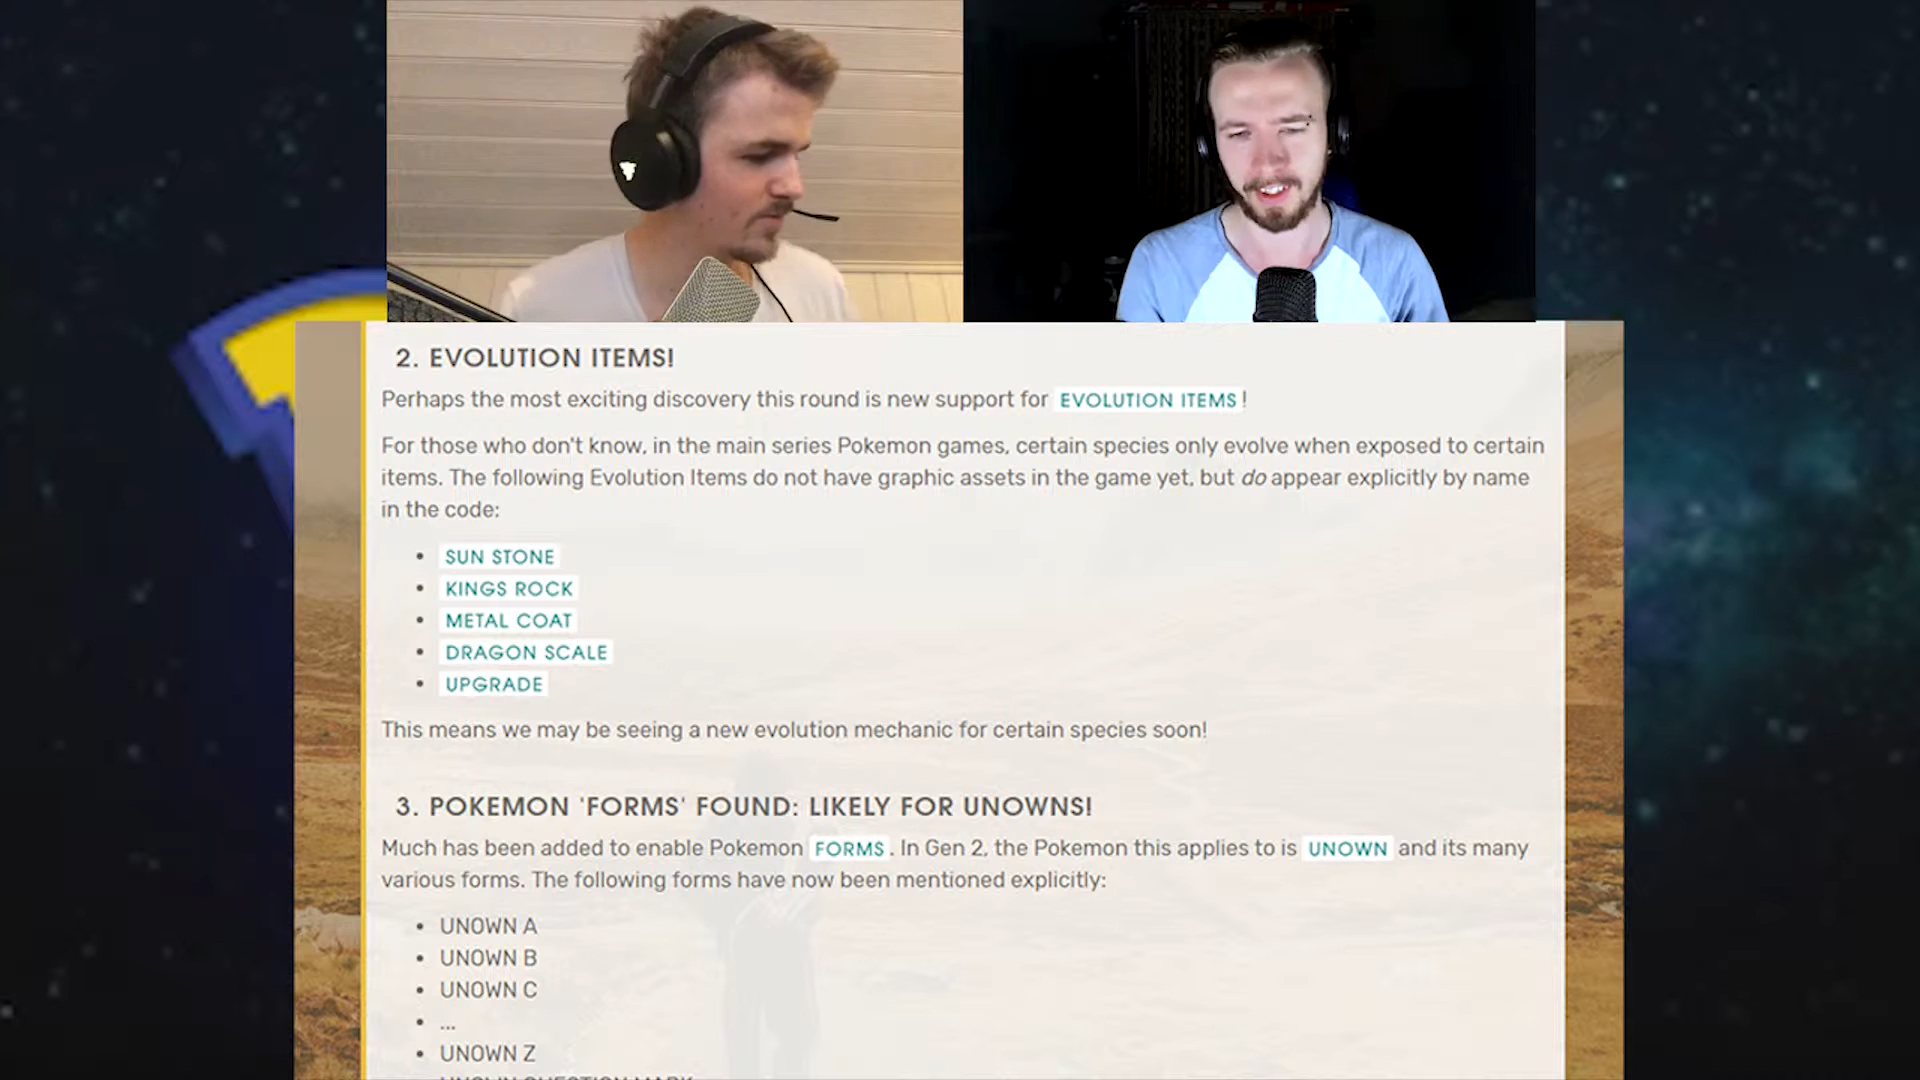 2. EVOLUTION ITEMS!
Perhaps the most exciting discovery this round is new support for EVOLUTION ITEMS!
For those who don't know, in the main series Pokemon games, certain species only evolve when exposed to certain
items. The following Evolution Items do not have graphic assets in the game yet, but do appear explicitly by name
in the code:
• SUN STONE
• KINGS ROCK
• METAL COAT
• DRAGON SCALE
• UPGRADE
This means we may be seeing a new evolution mechanic for certain species soon!
3. POKEMON 'FORMS' FOUND: LIKELY FOR UNOWNS!
Much has been added to enable Pokemon FORMS. In Gen 2, the Pokemon this applies to is UNOWN and its many
various forms. The following forms have now been mentioned explicitly:
• UNOWN A
• UNOWN B
• UNOWN C
• ...
• UNOWN Z
UNOWN QUESTION MARK